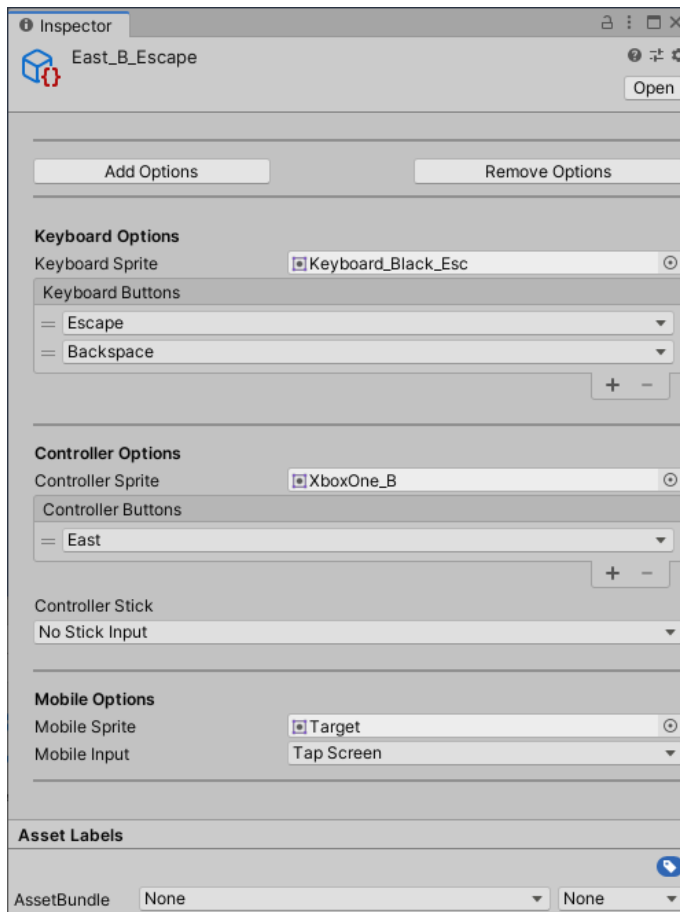 Inspector
East_B_Escape
Open
Add Options Remove Options
Keyboard Options
Keyboard Sprite Keyboard_Black_Esc
Keyboard Buttons
Escape
Backspace
Controller Options
Controller Sprite XboxOne_B
Controller Buttons
East
Controller Stick
No Stick Input
Mobile Options
Mobile Sprite Target
Mobile Input Tap Screen
Asset Labels
AssetBundle None None